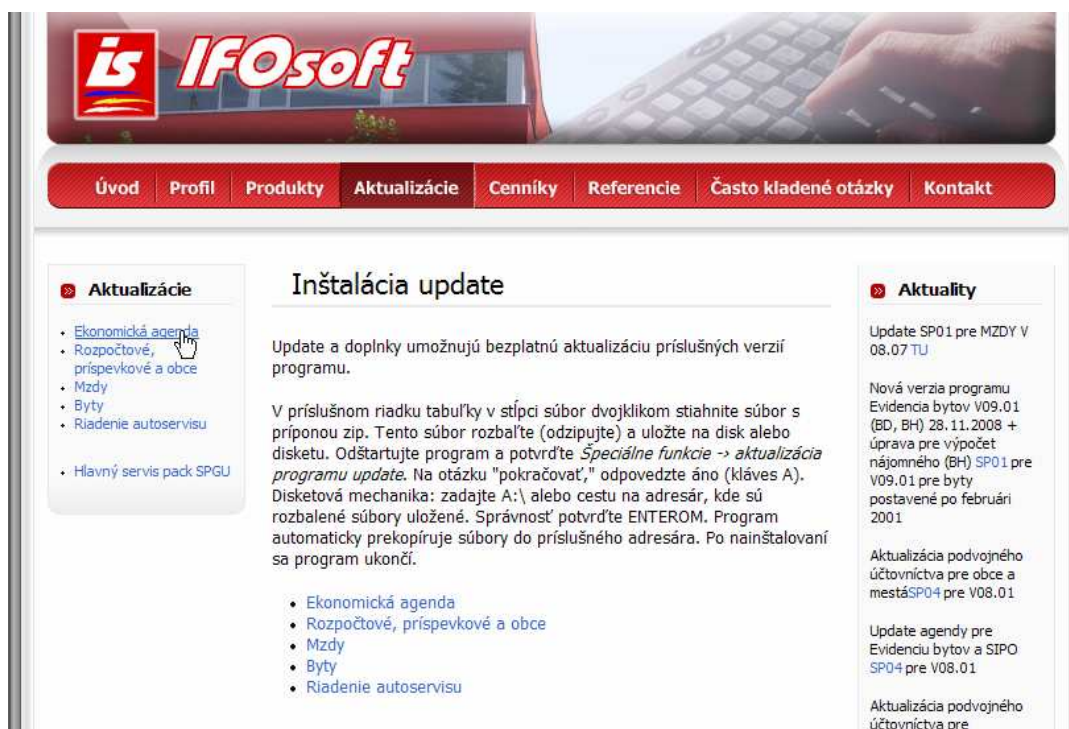 is IFOsoft
Úvod Profil Produkty Aktualizácie Cenníky Referencie Často kladené otázky Kontakt
Aktualizácie
Ekonomická agenda
Rozpočtové,
príspevkové a obce
Mzdy
Byty
Riadenie autoservisu
Hlavný servis pack SPGU
Inštalácia update
Update a doplnky umožnujú bezplatnú aktualizáciu príslušných verzií
programu.
V príslušnom riadku tabuľky v stĺpci súbor dvojklikom stiahnite súbor s
príponou zip. Tento súbor rozbaľte (odzipujte) a uložte na disk alebo
disketu. Odštartujte program a potvrďte Špeciálne funkcie -> aktualizácia
programu update. Na otázku "pokračovať," odpovedzte áno (kláves A).
Disketová mechanika: zadajte A:\ alebo cestu na adresár, kde sú
rozbalené súbory uložené. Správnosť potvrďte ENTEROM. Program
automaticky prekopíruje súbory do príslušného adresára. Po nainštalovaní
sa program ukončí.
Ekonomická agenda
Rozpočtové, príspevkové a obce
Mzdy
Byty
Riadenie autoservisu
Aktuality
Update SP01 pre MZDY V
08.07 TU
Nová verzia programu
Evidencia bytov V09.01
(BD, BH) 28.11.2008 +
úprava pre výpočet
nájomného (BH) SP01 pre
V09.01 pre byty
postavené po februári
2001
Aktualizácia podvojného
účtovníctva pre obce a
mestáSP04 pre V08.01
Update agendy pre
Evidenciu bytov a SIPO
SP04 pre V08.01
Aktualizácia podvojného
účtovníctva pre